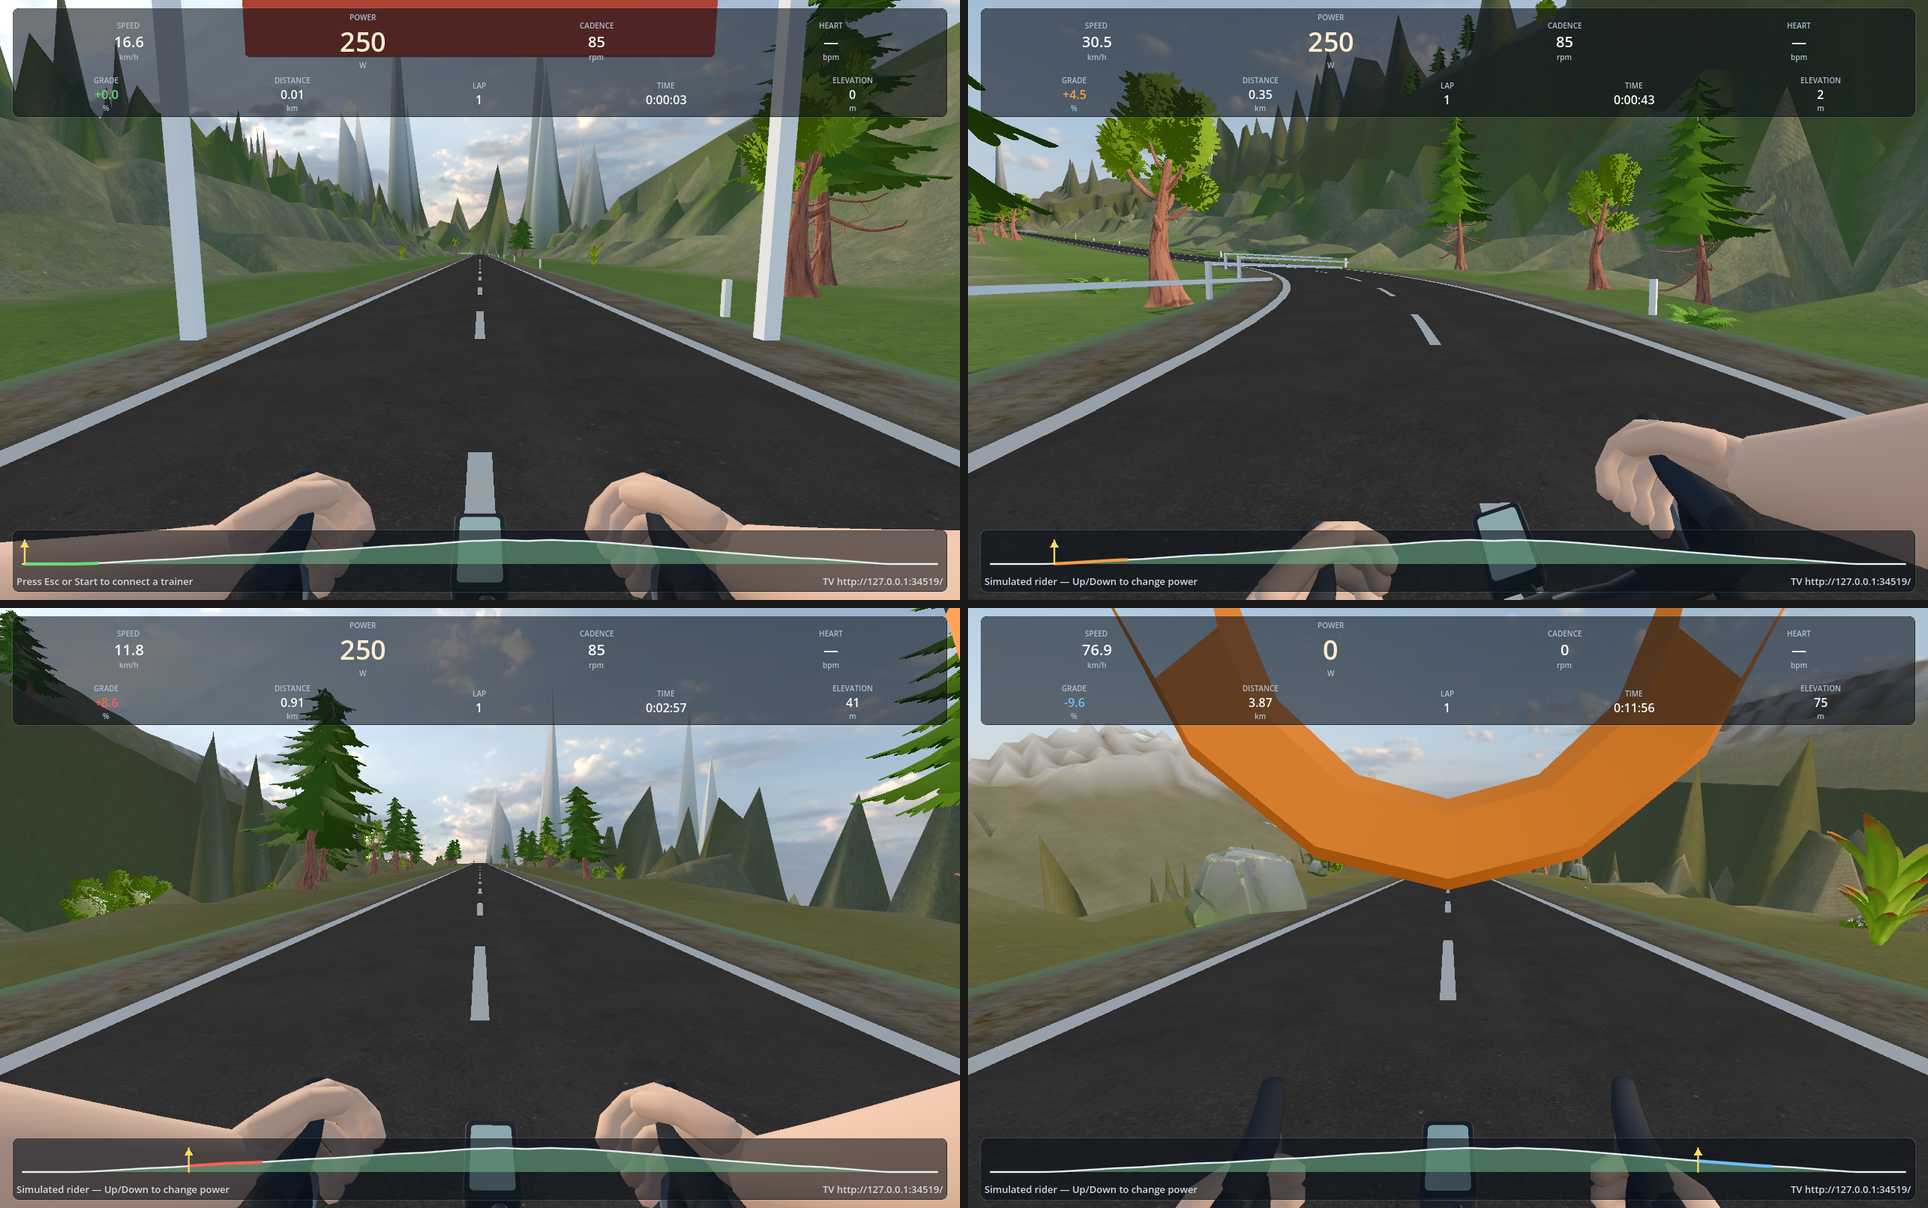 SPEED
16.6
km/h
POWER
250
W
CADENCE
85
rpm
HEART
—
bpm
GRADE
+0.0
%
DISTANCE
0.01
km
LAP
1
TIME
0:00:03
ELEVATION
0
m
Press Esc or Start to connect a trainer
TV http://127.0.0.1:34519/
SPEED
30.5
km/h
POWER
250
W
CADENCE
85
rpm
HEART
—
bpm
GRADE
+4.5
%
DISTANCE
0.35
km
LAP
1
TIME
0:00:43
ELEVATION
2
m
Simulated rider — Up/Down to change power
TV http://127.0.0.1:34519/
SPEED
11.8
km/h
POWER
250
W
CADENCE
85
rpm
HEART
—
bpm
GRADE
+8.6
%
DISTANCE
0.91
km
LAP
1
TIME
0:02:57
ELEVATION
41
m
Simulated rider — Up/Down to change power
TV http://127.0.0.1:34519/
SPEED
76.9
km/h
POWER
0
W
CADENCE
0
rpm
HEART
—
bpm
GRADE
-9.6
%
DISTANCE
3.87
km
LAP
1
TIME
0:11:56
ELEVATION
75
m
Simulated rider — Up/Down to change power
TV http://127.0.0.1:34519/